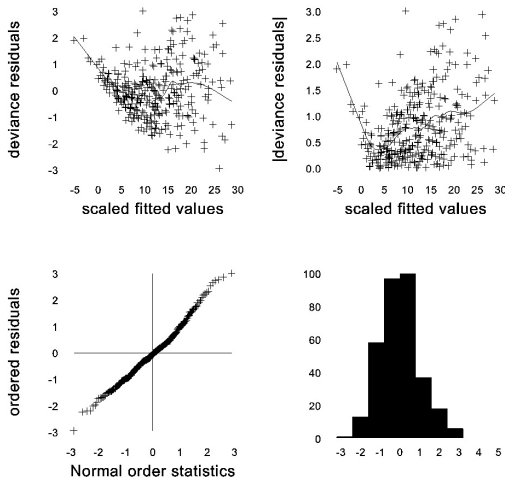 deviance residuals
3
2
1
0
-1
-2
-3
-5 0 5 10 15 20 25 30
scaled fitted values
|deviance residuals|
3.0
2.5
2.0
1.5
1.0
0.5
0.0
-5 0 5 10 15 20 25 30
scaled fitted values
ordered residuals
3
2
1
0
-1
-2
-3
-3 -2 -1 0 1 2 3
Normal order statistics
100
80
60
40
20
0
-3 -2 -1 0 1 2 3 4 5